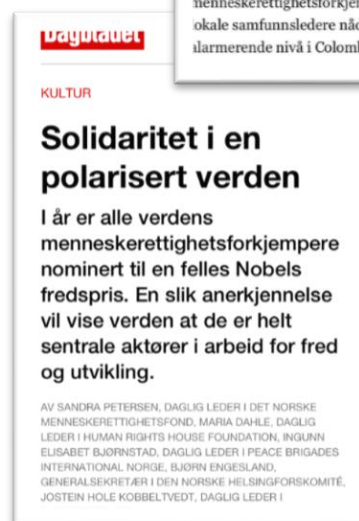 menneskerettighetsforkje
okale samfunnsledere nå
alarmerende nivå i Colom
Dagbladet
KULTUR
Solidaritet i en
polarisert verden
I år er alle verdens
menneskerettighetsforkjempere
nominert til en felles Nobels
fredspris. En slik anerkjennelse
vil vise verden at de er helt
sentrale aktører i arbeid for fred
og utvikling.
AV SANDRA PETERSEN, DAGLIG LEDER I DET NORSKE
MENNESKERETTIGHETSFOND, MARIA DAHLE, DAGLIG
LEDER I HUMAN RIGHTS HOUSE FOUNDATION, INGUNN
ELISABET BJØRNSTAD, DAGLIG LEDER I PEACE BRIGADES
INTERNATIONAL NORGE, BJØRN ENGESLAND,
GENERALSEKRETÆR I DEN NORSKE HELSINGFORSKOMITÉ,
JOSTEIN HOLE KOBBELTVEDT, DAGLIG LEDER I